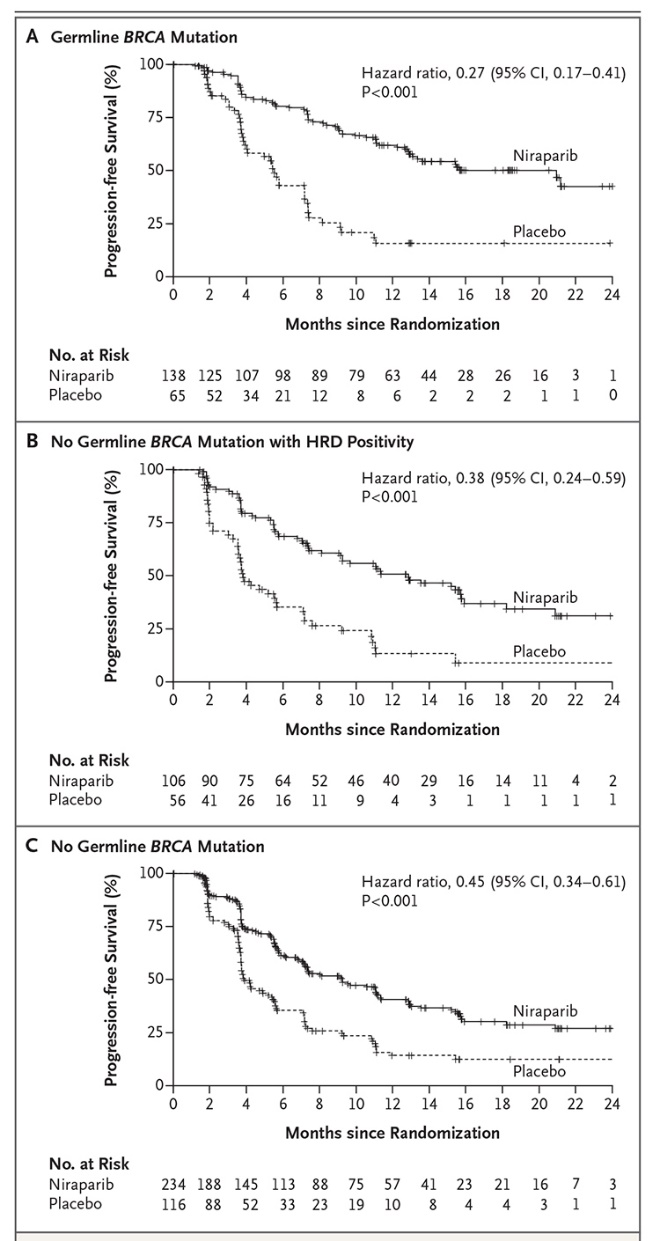 A Germline BRCA Mutation
Progression-free Survival (%)
100
75
50
25
0
Hazard ratio, 0.27 (95% CI, 0.17–0.41)
P<0.001
Niraparib
Placebo
0 2 4 6 8 10 12 14 16 18 20 22 24
Months since Randomization
No. at Risk
Niraparib 138 125 107 98 89 79 63 44 28 26 16 3 1
Placebo 65 52 34 21 12 8 6 2 2 2 1 1 0
B No Germline BRCA Mutation with HRD Positivity
Progression-free Survival (%)
100
75
50
25
0
Hazard ratio, 0.38 (95% CI, 0.24–0.59)
P<0.001
Niraparib
Placebo
0 2 4 6 8 10 12 14 16 18 20 22 24
Months since Randomization
No. at Risk
Niraparib 106 90 75 64 52 46 40 29 16 14 11 4 2
Placebo 56 41 26 16 11 9 4 3 1 1 1 1 1
C No Germline BRCA Mutation
Progression-free Survival (%)
100
75
50
25
0
Hazard ratio, 0.45 (95% CI, 0.34–0.61)
P<0.001
Niraparib
Placebo
0 2 4 6 8 10 12 14 16 18 20 22 24
Months since Randomization
No. at Risk
Niraparib 234 188 145 113 88 75 57 41 23 21 16 7 3
Placebo 116 88 52 33 23 19 10 8 4 4 3 1 1